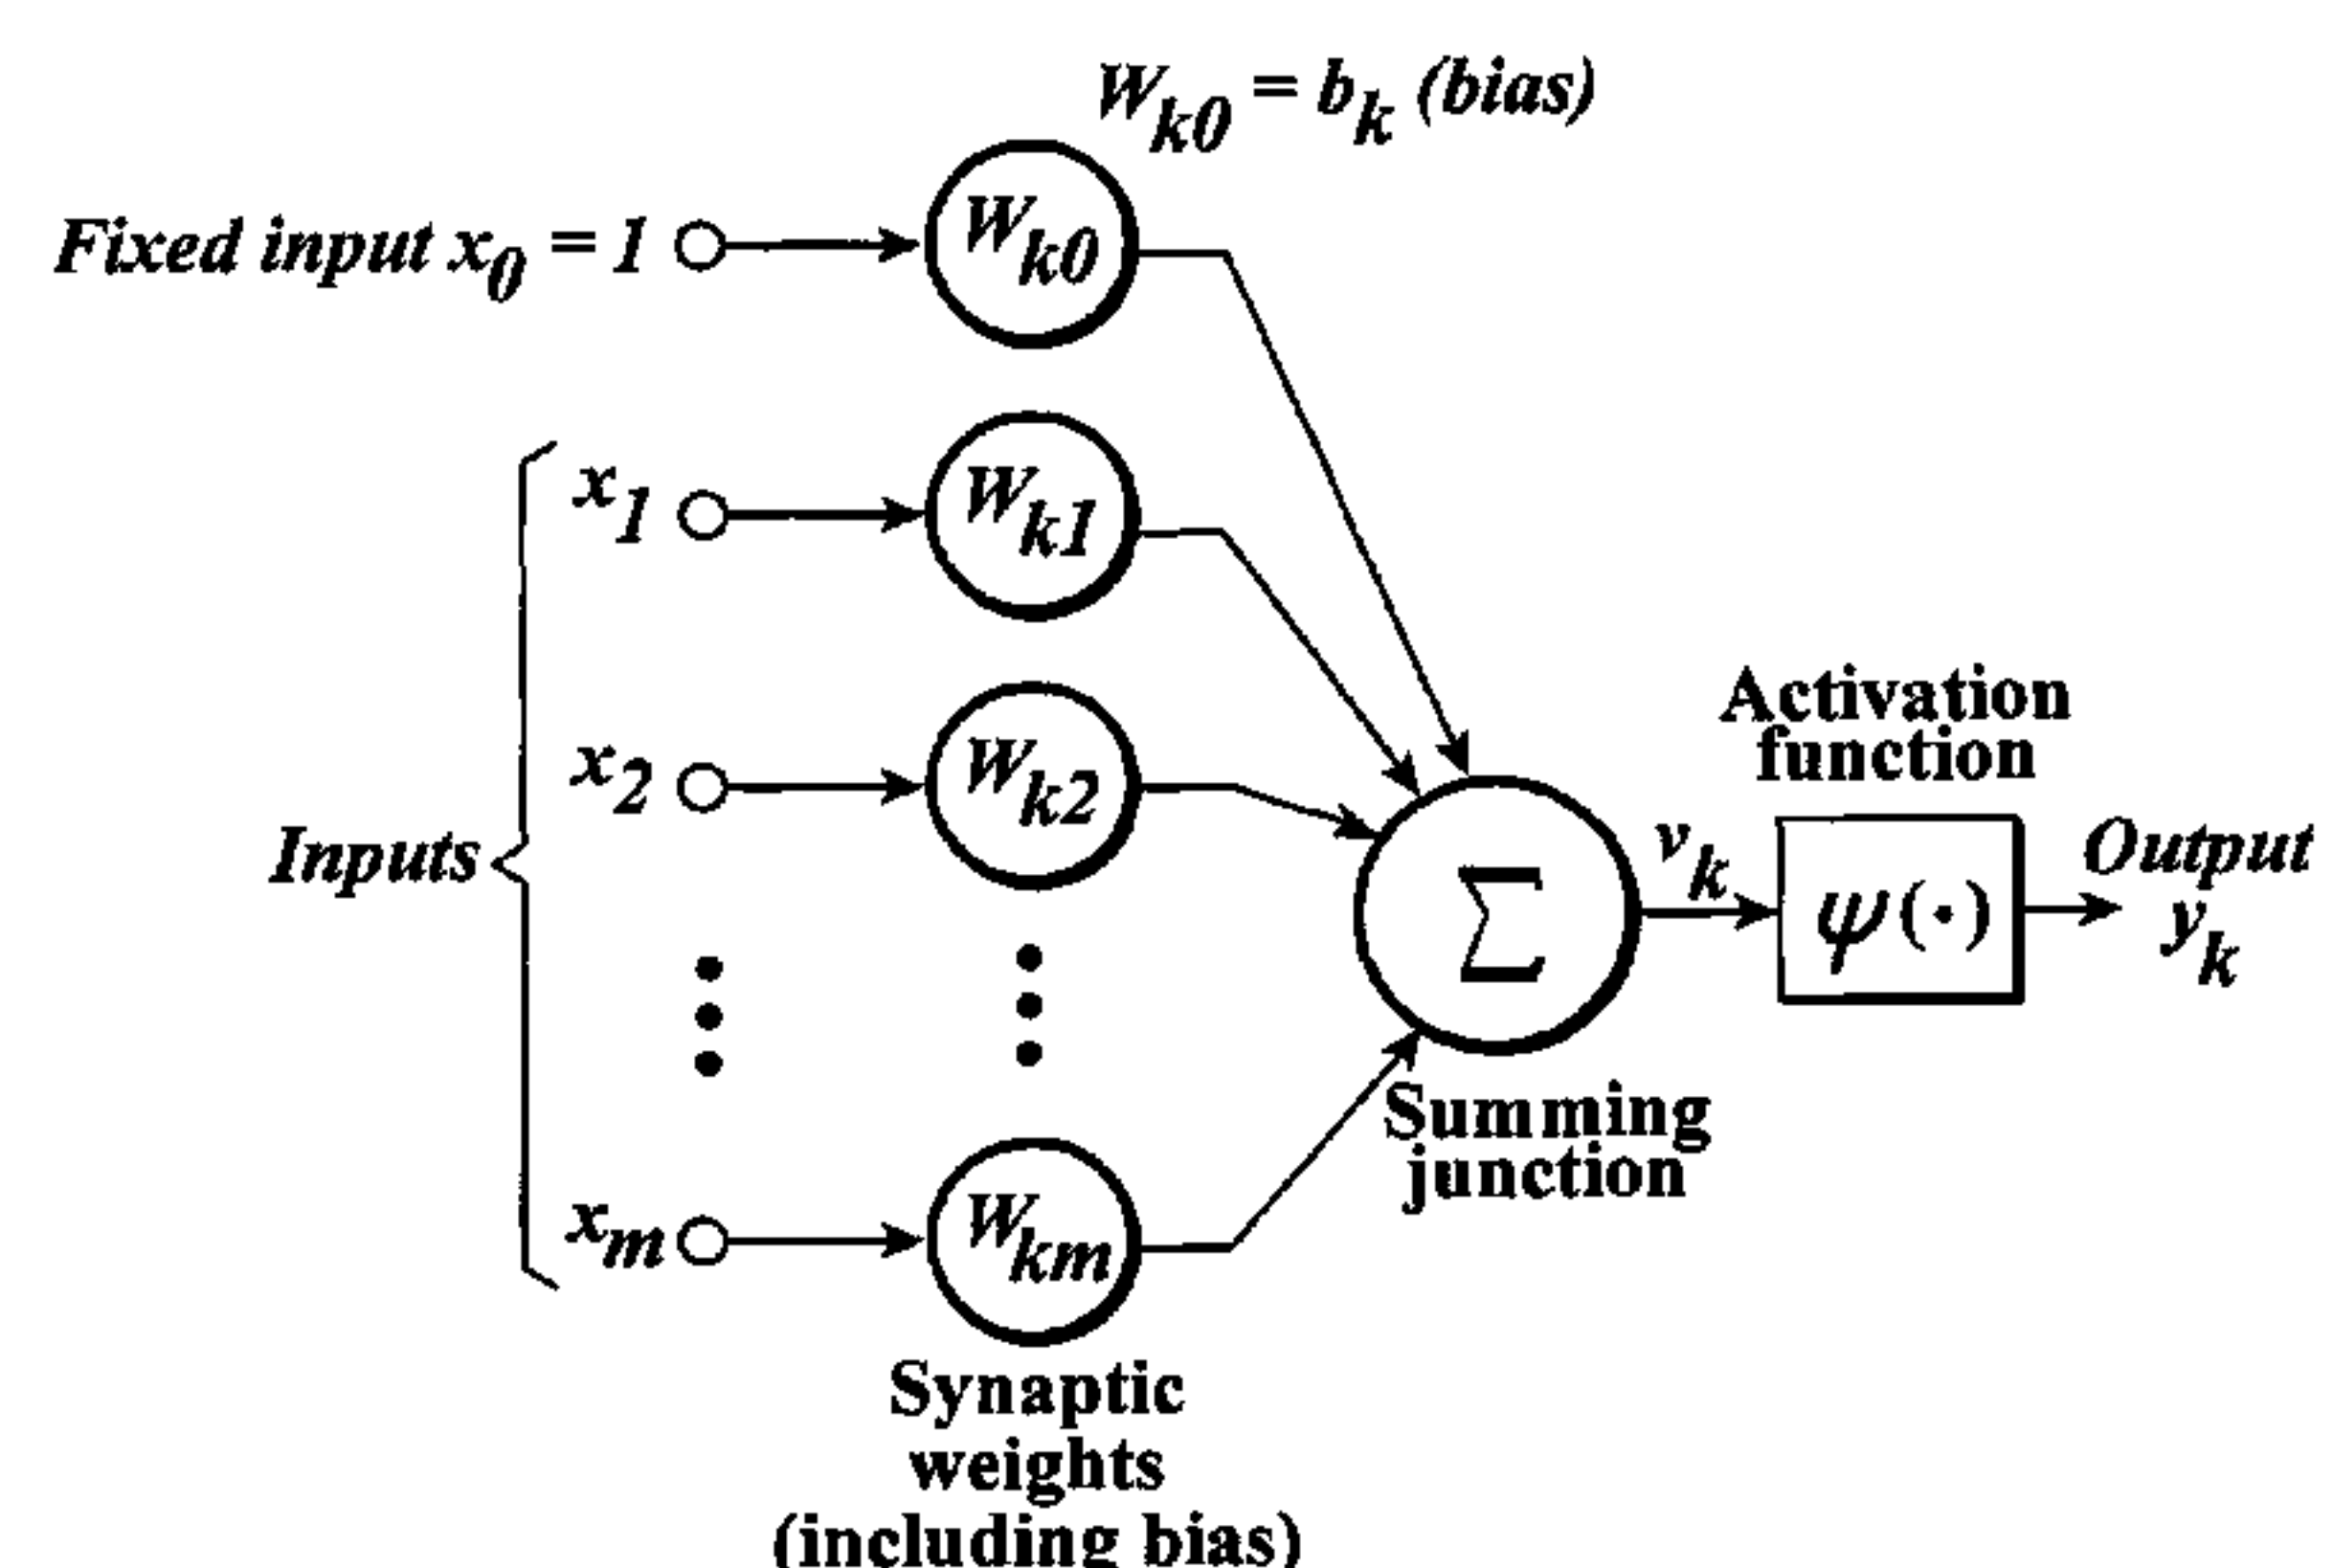 W_k0 = b_k (bias)
Fixed input x_0 = 1
W_k0
x_1
W_k1
x_2
W_k2
Inputs
Activation
function
Σ
v_k
ψ(·)
Output
y_k
Summing
junction
x_m
W_km
Synaptic
weights
(including bias)